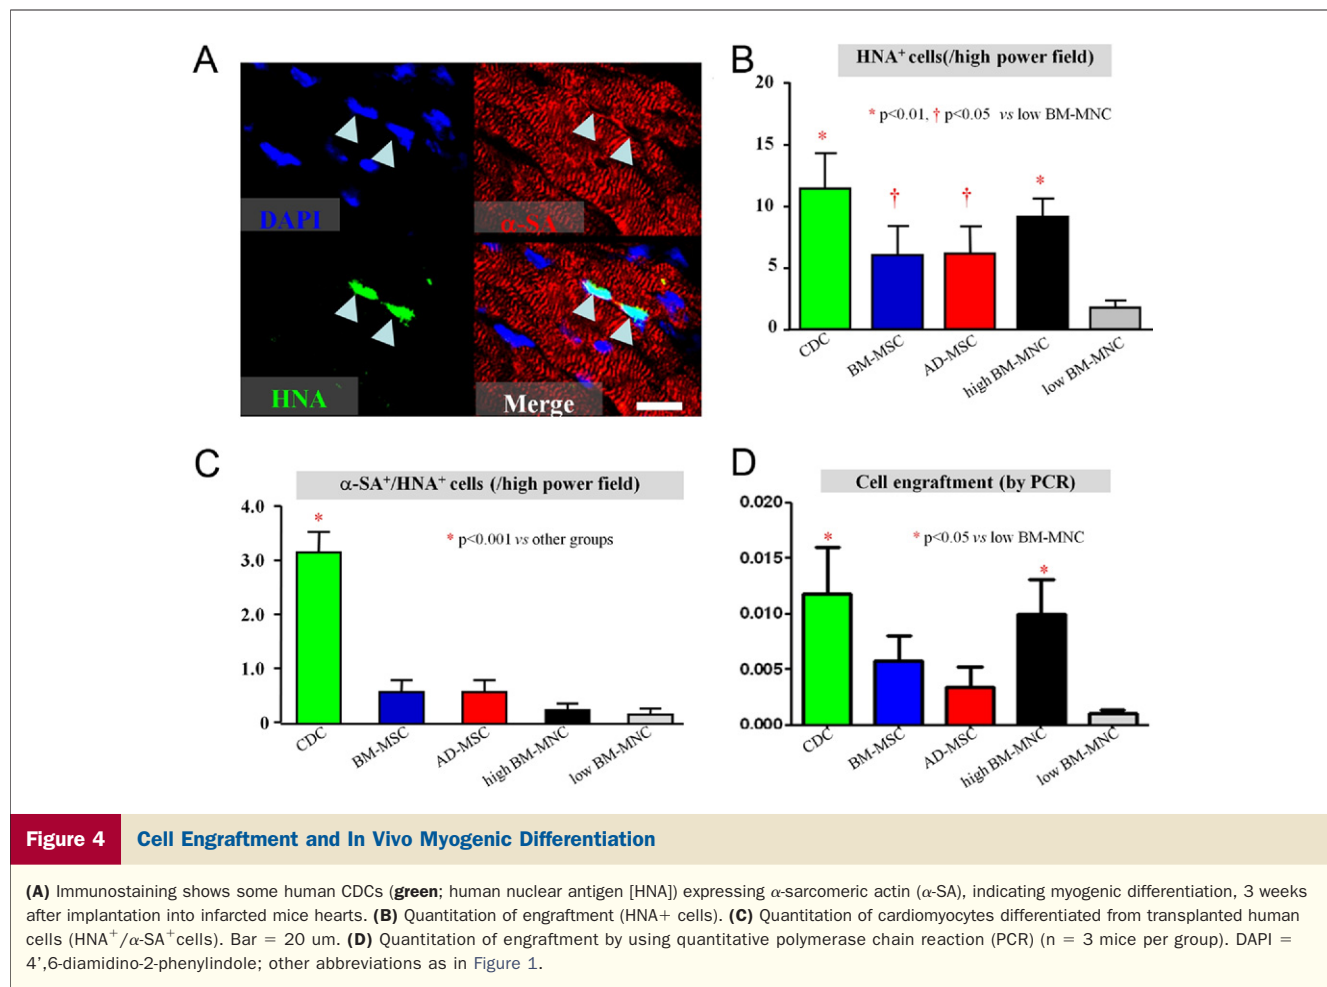 A
DAPI
α-SA
HNA
Merge
B
HNA⁺ cells(/high power field)
* p<0.01, † p<0.05 vs low BM-MNC
20
15
10
5
0
*
†
†
*
CDC
BM-MSC
AD-MSC
high BM-MNC
low BM-MNC
C
α-SA⁺/HNA⁺ cells (/high power field)
* p<0.001 vs other groups
4.0
3.0
2.0
1.0
0
*
CDC
BM-MSC
AD-MSC
high BM-MNC
low BM-MNC
D
Cell engraftment (by PCR)
* p<0.05 vs low BM-MNC
0.020
0.015
0.010
0.005
0.000
*
*
CDC
BM-MSC
AD-MSC
high BM-MNC
low BM-MNC
Figure 4 Cell Engraftment and In Vivo Myogenic Differentiation
(A) Immunostaining shows some human CDCs (green; human nuclear antigen [HNA]) expressing α-sarcomeric actin (α-SA), indicating myogenic differentiation, 3 weeks
after implantation into infarcted mice hearts. (B) Quantitation of engraftment (HNA+ cells). (C) Quantitation of cardiomyocytes differentiated from transplanted human
cells (HNA⁺/α-SA⁺cells). Bar = 20 um. (D) Quantitation of engraftment by using quantitative polymerase chain reaction (PCR) (n = 3 mice per group). DAPI =
4’,6-diamidino-2-phenylindole; other abbreviations as in Figure 1.